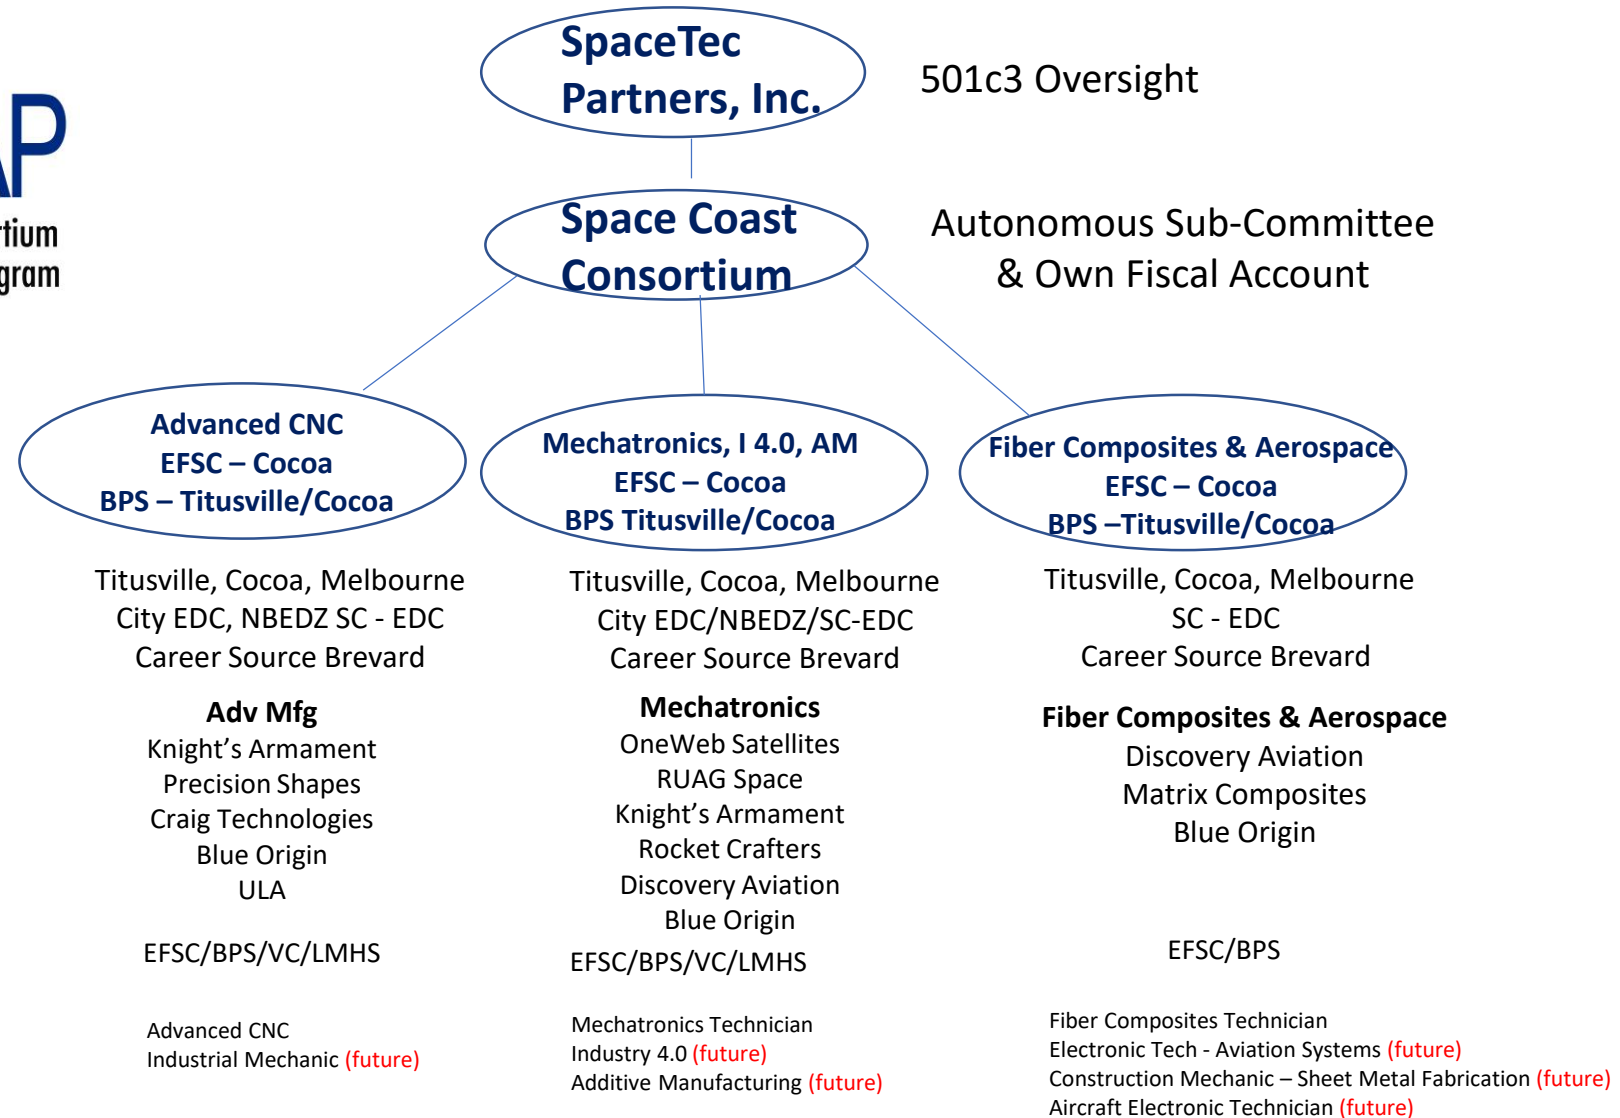 SpaceTec
Partners, Inc.
501c3 Oversight
AP
Space Coast
Consortium
Autonomous Sub-Committee
& Own Fiscal Account
Advanced CNC
EFSC – Cocoa
BPS – Titusville/Cocoa
Mechatronics, I 4.0, AM
EFSC – Cocoa
BPS Titusville/Cocoa
Fiber Composites & Aerospace
EFSC – Cocoa
BPS –Titusville/Cocoa
Titusville, Cocoa, Melbourne
City EDC, NBEDZ SC - EDC
Career Source Brevard
Titusville, Cocoa, Melbourne
City EDC/NBEDZ/SC-EDC
Career Source Brevard
Titusville, Cocoa, Melbourne
SC - EDC
Career Source Brevard
Adv Mfg
Knight's Armament
Precision Shapes
Craig Technologies
Blue Origin
ULA
Mechatronics
OneWeb Satellites
RUAG Space
Knight's Armament
Rocket Crafters
Discovery Aviation
Blue Origin
Fiber Composites & Aerospace
Discovery Aviation
Matrix Composites
Blue Origin
EFSC/BPS/VC/LMHS
EFSC/BPS/VC/LMHS
EFSC/BPS
Advanced CNC
Industrial Mechanic (future)
Mechatronics Technician
Industry 4.0 (future)
Additive Manufacturing (future)
Fiber Composites Technician
Electronic Tech - Aviation Systems (future)
Construction Mechanic – Sheet Metal Fabrication (future)
Aircraft Electronic Technician (future)